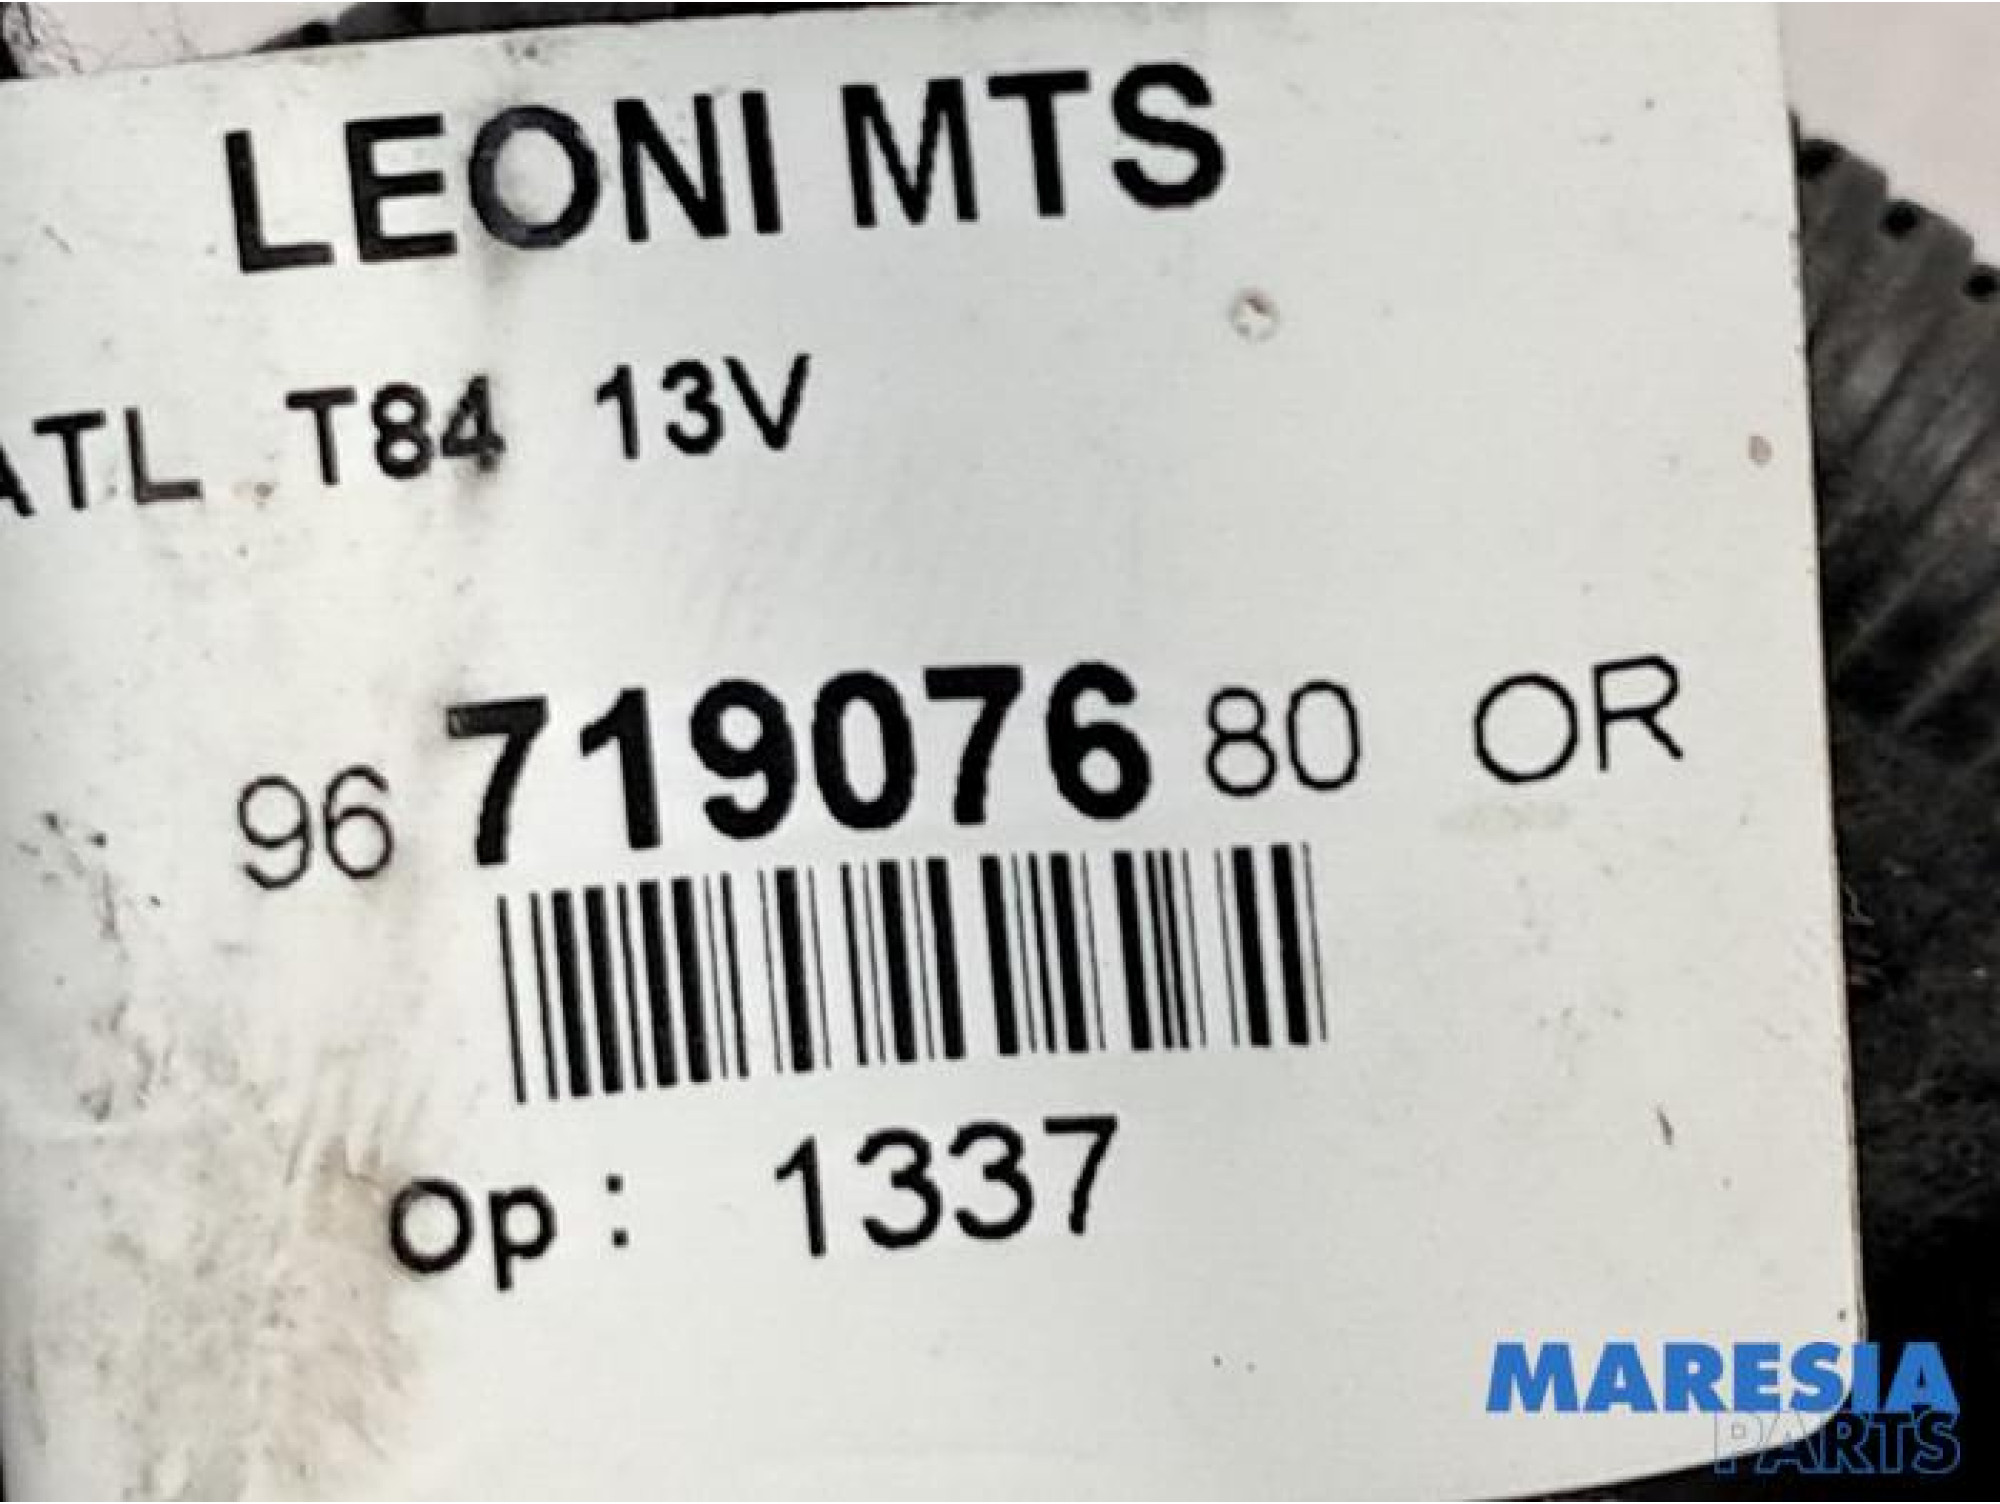 LEONI MTS
ATL T84 13V
96 719076 80 OR
Op : 1337
MARESIA
PARTS